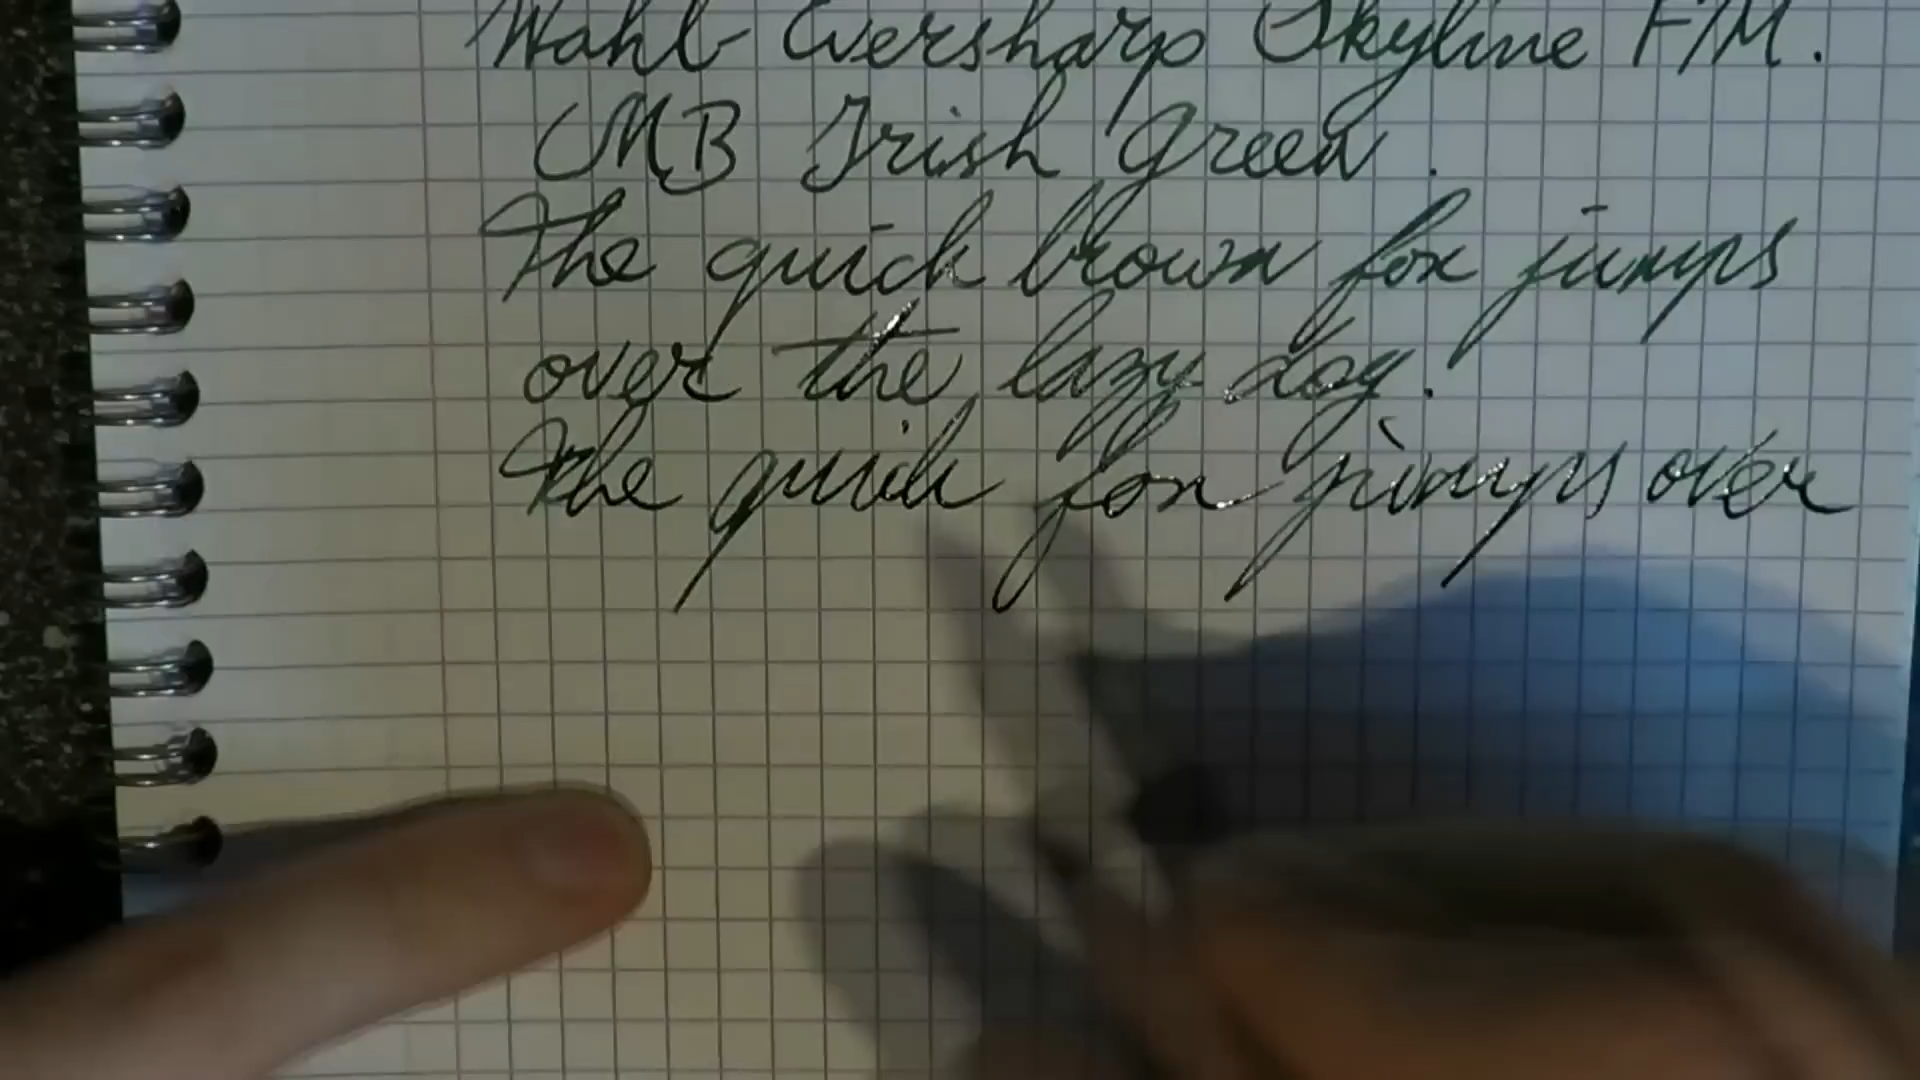 Wahl Eversharp Skyline F/M.
MB Irish Green.
The quick brown fox jumps
over the lazy dog.
The quick fox jumps over